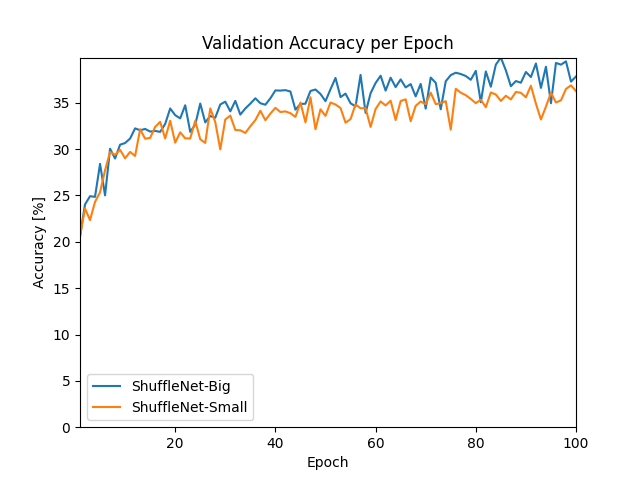 Validation Accuracy per Epoch
Accuracy [%]
35
30
25
20
15
10
5
0
ShuffleNet-Big
ShuffleNet-Small
20
40
60
80
100
Epoch